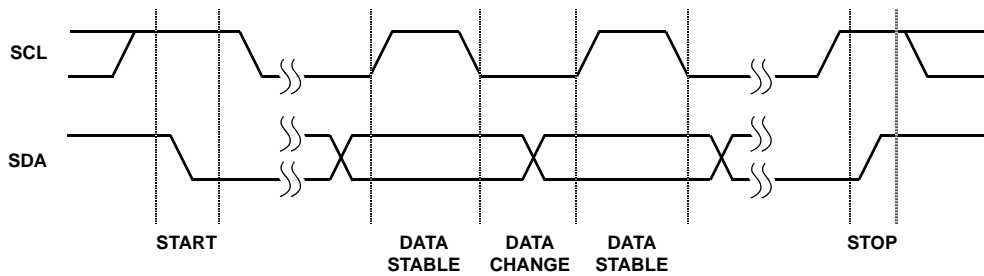 SCL
SDA
START
DATA
STABLE
DATA
CHANGE
DATA
STABLE
STOP